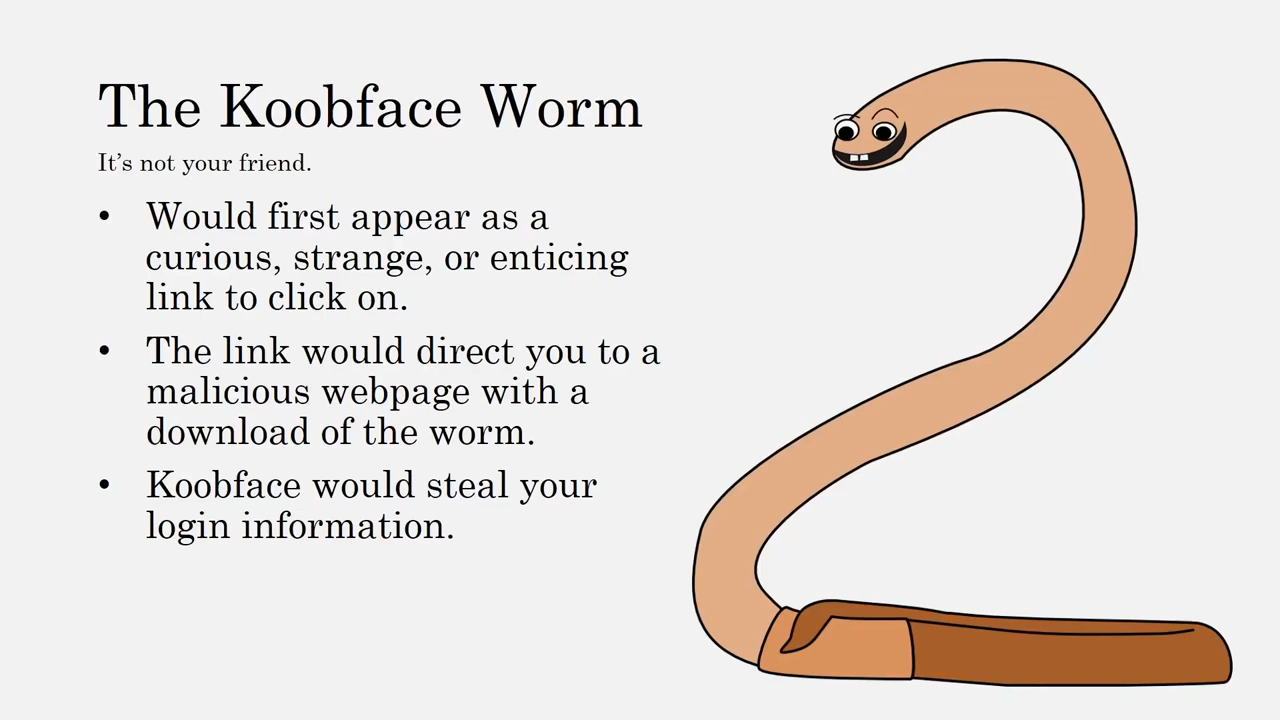 The Koobface Worm
It's not your friend.
• Would first appear as a
curious, strange, or enticing
link to click on.
• The link would direct you to a
malicious webpage with a
download of the worm.
• Koobface would steal your
login information.